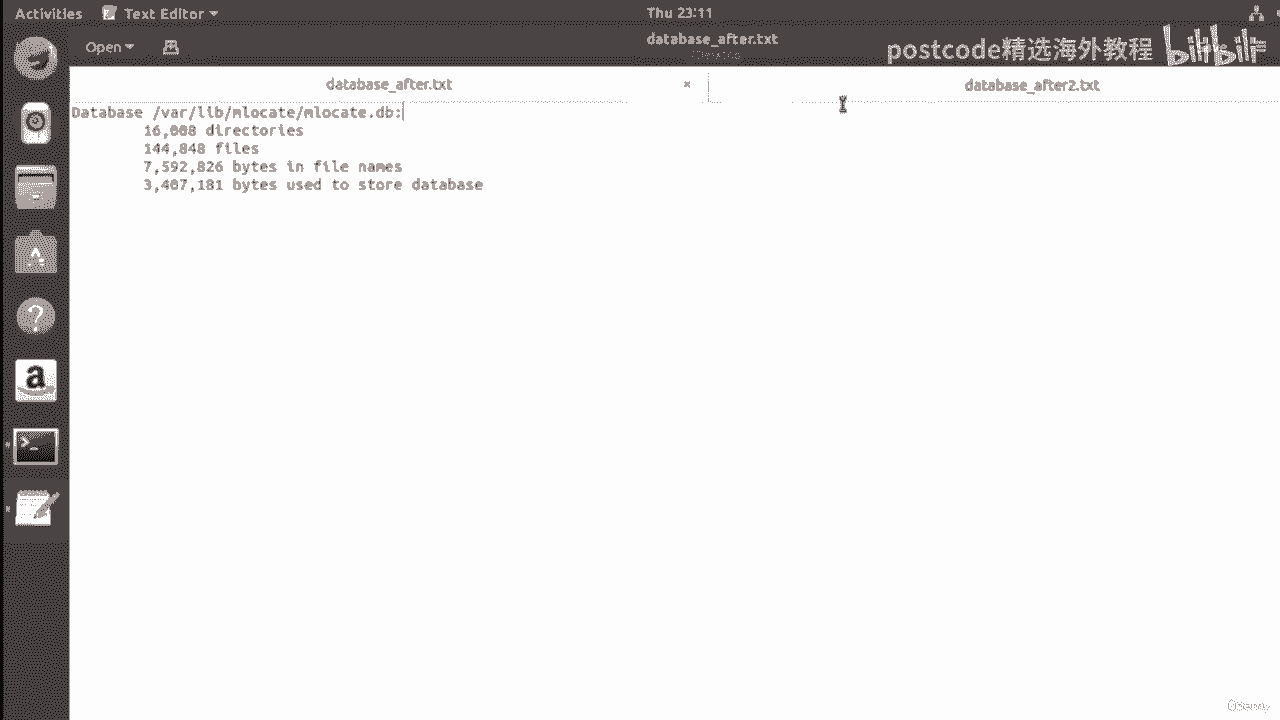 Activities Text Editor Thu 23:11
Open database_after.txt
postcode精选海外教程 bilibili
database_after.txt × database_after2.txt
Database /var/lib/mlocate/mlocate.db:
16,008 directories
144,848 files
7,592,826 bytes in file names
3,407,181 bytes used to store database
Udemy